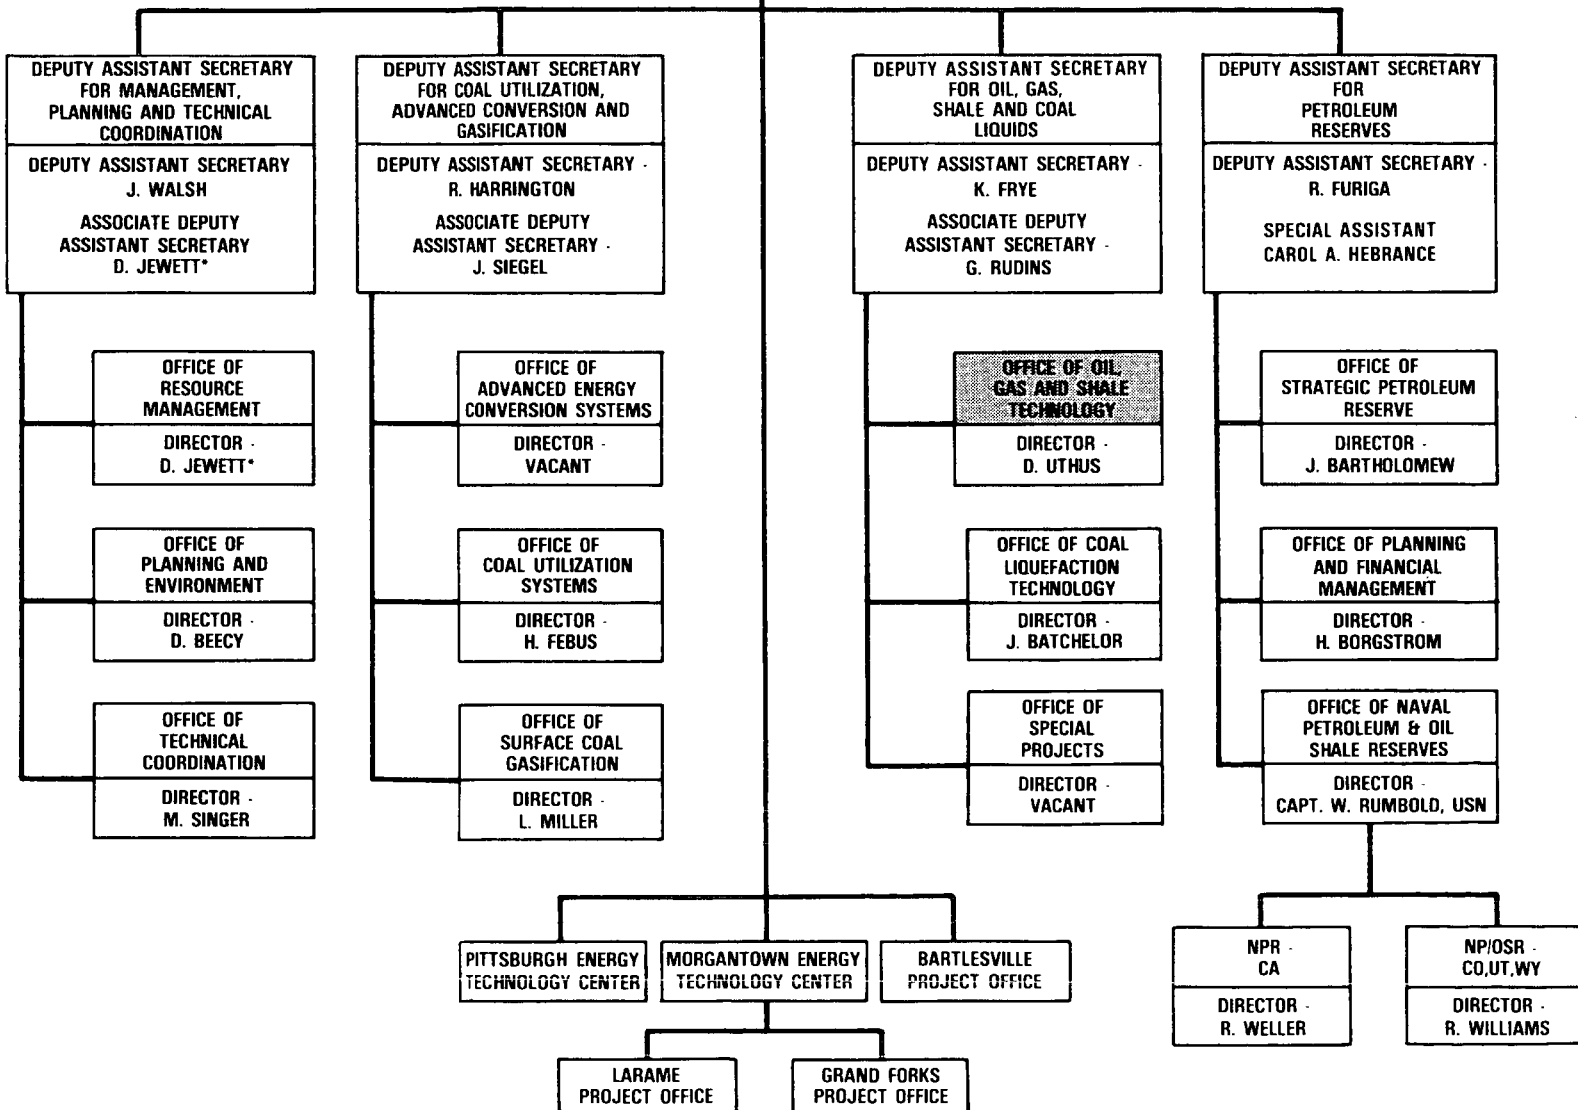 DEPUTY ASSISTANT SECRETARY
FOR MANAGEMENT,
PLANNING AND TECHNICAL
COORDINATION
DEPUTY ASSISTANT SECRETARY
J. WALSH
ASSOCIATE DEPUTY
ASSISTANT SECRETARY
D. JEWETT*
OFFICE OF
RESOURCE
MANAGEMENT
DIRECTOR -
D. JEWETT*
OFFICE OF
PLANNING AND
ENVIRONMENT
DIRECTOR -
D. BEECY
OFFICE OF
TECHNICAL
COORDINATION
DIRECTOR -
M. SINGER
DEPUTY ASSISTANT SECRETARY
FOR COAL UTILIZATION,
ADVANCED CONVERSION AND
GASIFICATION
DEPUTY ASSISTANT SECRETARY -
R. HARRINGTON
ASSOCIATE DEPUTY
ASSISTANT SECRETARY -
J. SIEGEL
OFFICE OF
ADVANCED ENERGY
CONVERSION SYSTEMS
DIRECTOR -
VACANT
OFFICE OF
COAL UTILIZATION
SYSTEMS
DIRECTOR -
H. FEBUS
OFFICE OF
SURFACE COAL
GASIFICATION
DIRECTOR -
L. MILLER
DEPUTY ASSISTANT SECRETARY
FOR OIL, GAS,
SHALE AND COAL
LIQUIDS
DEPUTY ASSISTANT SECRETARY -
K. FRYE
ASSOCIATE DEPUTY
ASSISTANT SECRETARY -
G. RUDINS
OFFICE OF OIL,
GAS AND SHALE
TECHNOLOGY
DIRECTOR -
D. UTHUS
OFFICE OF COAL
LIQUEFACTION
TECHNOLOGY
DIRECTOR -
J. BATCHELOR
OFFICE OF
SPECIAL
PROJECTS
DIRECTOR -
VACANT
DEPUTY ASSISTANT SECRETARY
FOR
PETROLEUM
RESERVES
DEPUTY ASSISTANT SECRETARY -
R. FURIGA
SPECIAL ASSISTANT
CAROL A. HEBRANCE
OFFICE OF
STRATEGIC PETROLEUM
RESERVE
DIRECTOR -
J. BARTHOLOMEW
OFFICE OF PLANNING
AND FINANCIAL
MANAGEMENT
DIRECTOR -
H. BORGSTROM
OFFICE OF NAVAL
PETROLEUM & OIL
SHALE RESERVES
DIRECTOR -
CAPT. W. RUMBOLD, USN
PITTSBURGH ENERGY
TECHNOLOGY CENTER
MORGANTOWN ENERGY
TECHNOLOGY CENTER
BARTLESVILLE
PROJECT OFFICE
NPR -
CA
DIRECTOR -
R. WELLER
NP/OSR -
CO,UT,WY
DIRECTOR -
R. WILLIAMS
LARAME
PROJECT OFFICE
GRAND FORKS
PROJECT OFFICE